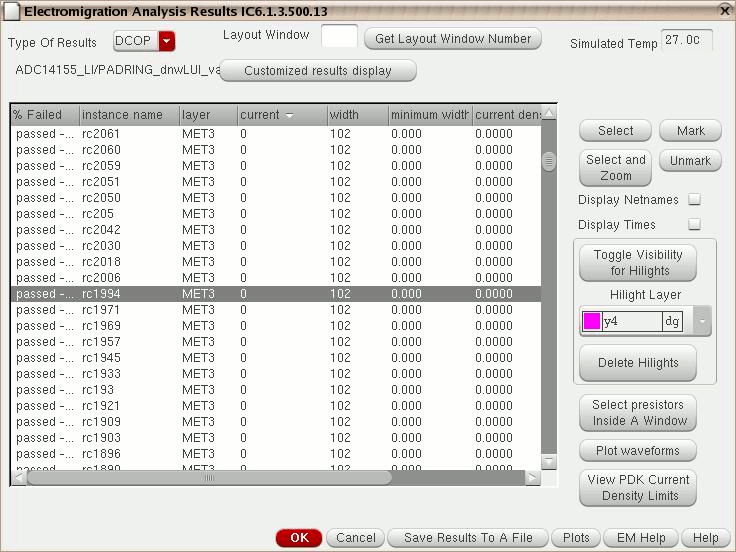 Electromigration Analysis Results IC6.1.3.500.13
Type Of Results DCOP Layout Window Get Layout Window Number Simulated Temp 27.0C
ADC14155_LI/PADRING_dnwLUI_va Customized results display
% Failed instance name layer current width minimum width current den
passed -... rc2061 MET3 0 102 0.000 0.0000
passed -... rc2060 MET3 0 102 0.000 0.0000
passed -... rc2059 MET3 0 102 0.000 0.0000
passed -... rc2051 MET3 0 102 0.000 0.0000
passed -... rc2050 MET3 0 102 0.000 0.0000
passed -... rc205 MET3 0 102 0.000 0.0000
passed -... rc2042 MET3 0 102 0.000 0.0000
passed -... rc2030 MET3 0 102 0.000 0.0000
passed -... rc2018 MET3 0 102 0.000 0.0000
passed -... rc2006 MET3 0 102 0.000 0.0000
passed -... rc1994 MET3 0 102 0.000 0.0000
passed -... rc1971 MET3 0 102 0.000 0.0000
passed -... rc1969 MET3 0 102 0.000 0.0000
passed -... rc1957 MET3 0 102 0.000 0.0000
passed -... rc1945 MET3 0 102 0.000 0.0000
passed -... rc1933 MET3 0 102 0.000 0.0000
passed -... rc193 MET3 0 102 0.000 0.0000
passed -... rc1921 MET3 0 102 0.000 0.0000
passed -... rc1909 MET3 0 102 0.000 0.0000
passed -... rc1903 MET3 0 102 0.000 0.0000
passed -... rc1896 MET3 0 102 0.000 0.0000
passed -... rc1890 MET3 0 102 0.000 0.0000
Select Mark
Select and
Zoom
Unmark
Display Netnames
Display Times
Toggle Visibility
for Hilights
Hilight Layer
y4 dg
Delete Hilights
Select presistors
Inside A Window
Plot waveforms
View PDK Current
Density Limits
OK Cancel Save Results To A File Plots EM Help Help